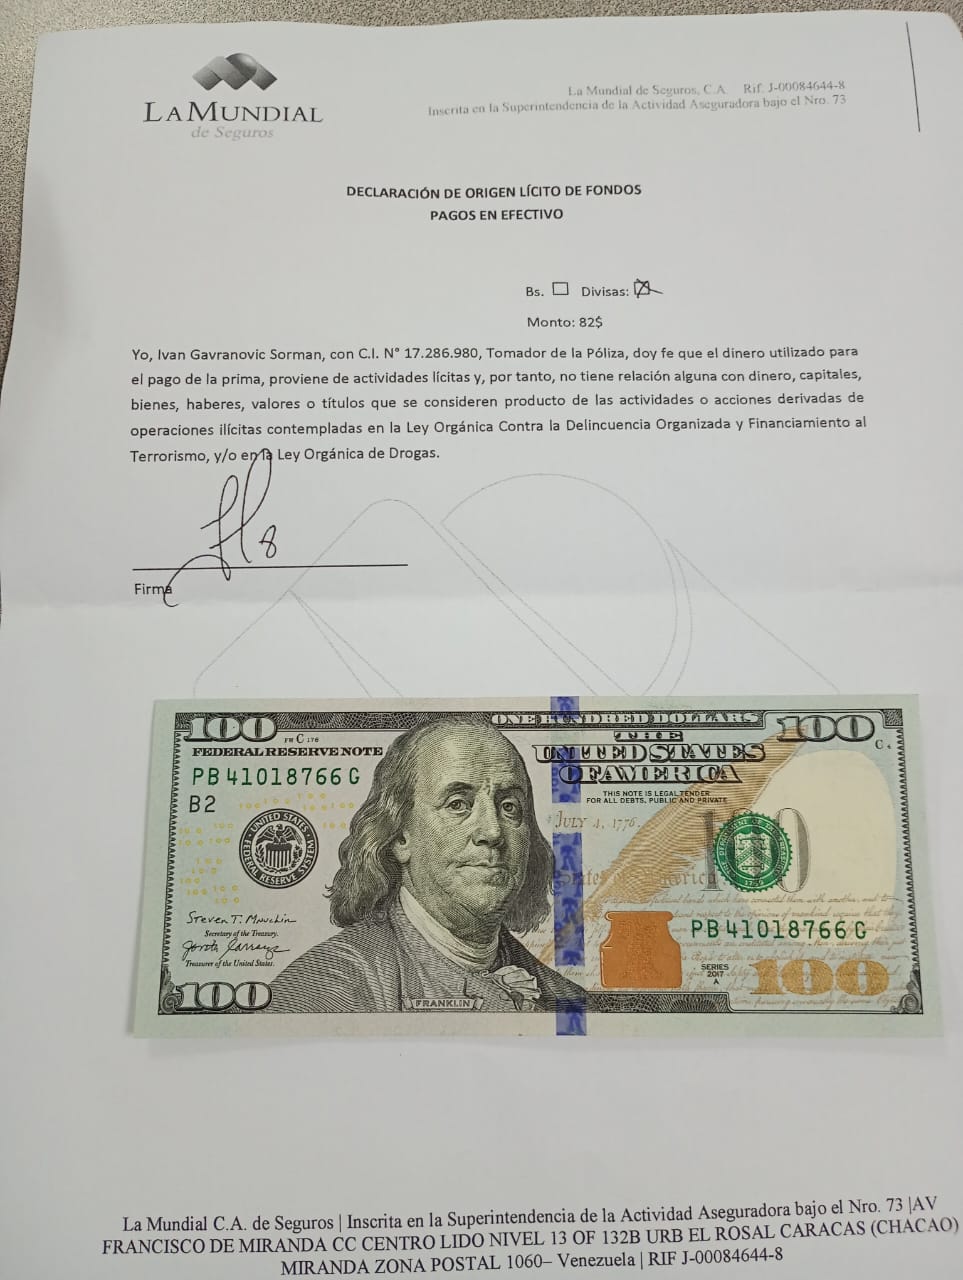 LA MUNDIAL
de Seguros
La Mundial de Seguros, C.A. Rif. J-00084644-8
Inscrita en la Superintendencia de la Actividad Aseguradora bajo el Nro. 73
DECLARACIÓN DE ORIGEN LÍCITO DE FONDOS
PAGOS EN EFECTIVO
Bs. Divisas:
Monto: 82$
Yo, Ivan Gavranovic Sorman, con C.I. N° 17.286.980, Tomador de la Póliza, doy fe que el dinero utilizado para
el pago de la prima, proviene de actividades lícitas y, por tanto, no tiene relación alguna con dinero, capitales,
bienes, haberes, valores o títulos que se consideren producto de las actividades o acciones derivadas de
operaciones ilícitas contempladas en la Ley Orgánica Contra la Delincuencia Organizada y Financiamiento al
Terrorismo, y/o en la Ley Orgánica de Drogas.
Firma
100
FW C 176
FEDERAL RESERVE NOTE
PB 41018766 G
B2
UNITED STATES
FEDERAL RESERVE SYSTEM
Steven T. Mnuchin
Secretary of the Treasury.
Treasurer of the United States.
100
FRANKLIN
ONE HUNDRED DOLLARS
THE
UNITED STATES
OF AMERICA
THIS NOTE IS LEGAL TENDER
FOR ALL DEBTS, PUBLIC AND PRIVATE
JULY 4, 1776.
100
100
PB 41018766 G
SERIES
2017
A
100
La Mundial C.A. de Seguros | Inscrita en la Superintendencia de la Actividad Aseguradora bajo el Nro. 73 |AV
FRANCISCO DE MIRANDA CC CENTRO LIDO NIVEL 13 OF 132B URB EL ROSAL CARACAS (CHACAO)
MIRANDA ZONA POSTAL 1060– Venezuela | RIF J-00084644-8